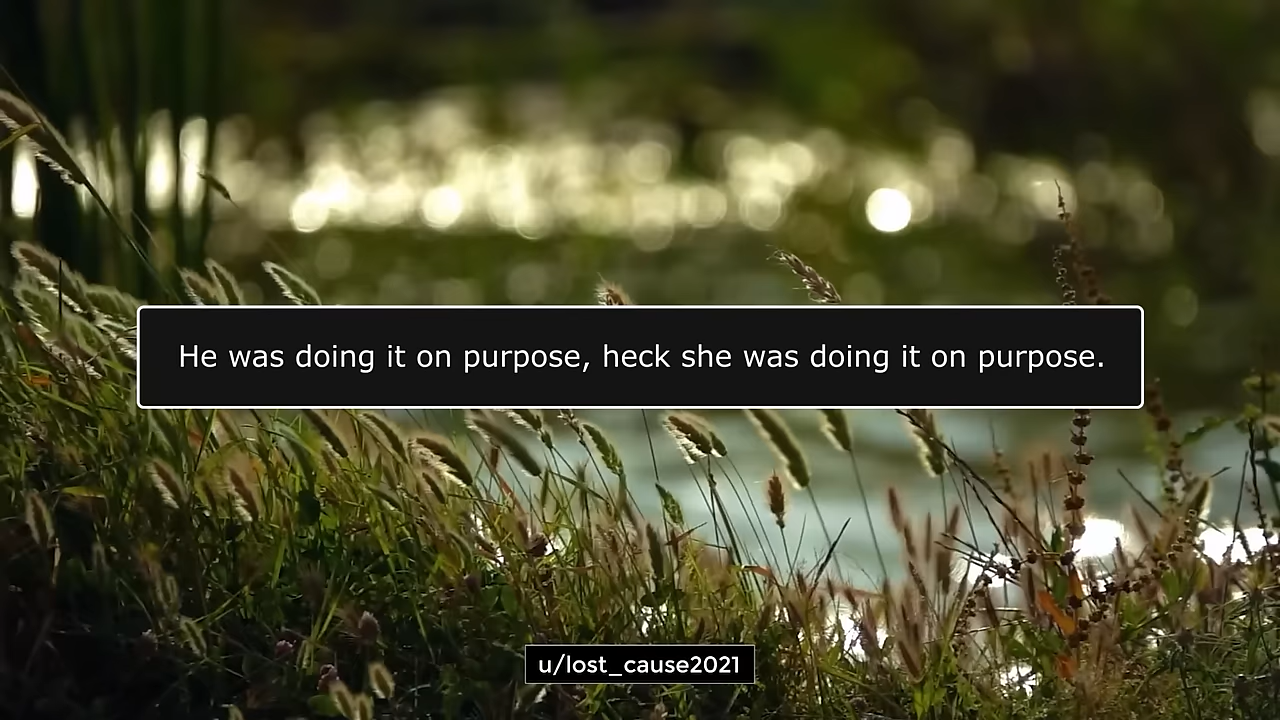 He was doing it on purpose, heck she was doing it on purpose.
u/lost_cause2021